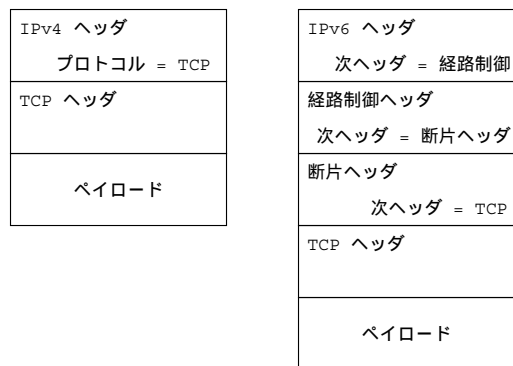 IPv4 ヘッダ
プロトコル = TCP
TCP ヘッダ
ペイロード
IPv6 ヘッダ
次ヘッダ = 経路制御
経路制御ヘッダ
次ヘッダ = 断片ヘッダ
断片ヘッダ
次ヘッダ = TCP
TCP ヘッダ
ペイロード